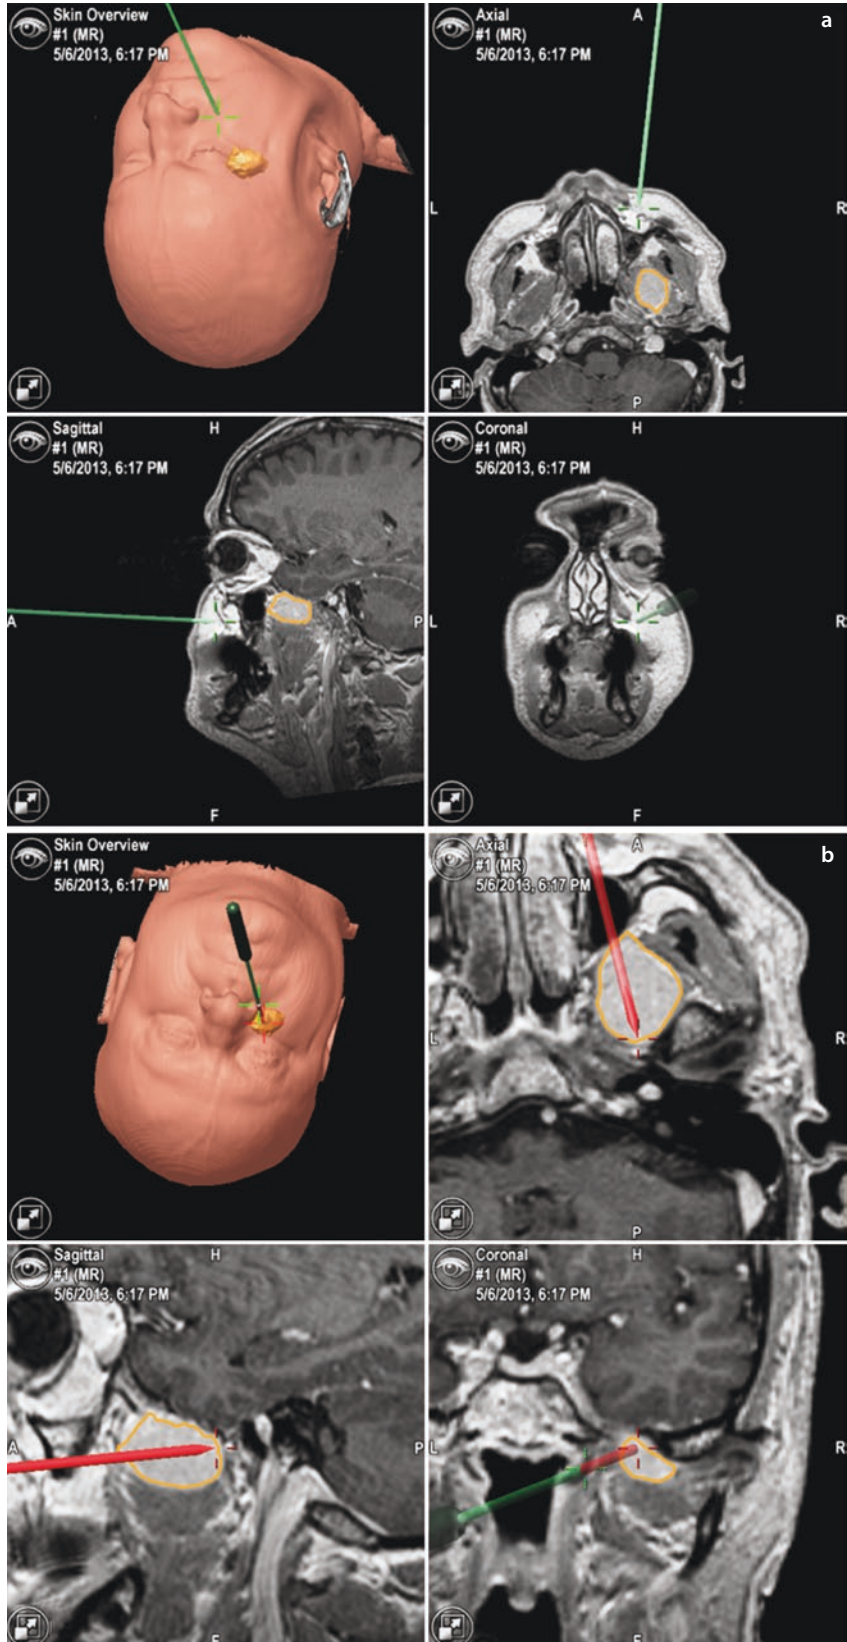 Skin Overview
#1 (MR)
5/6/2013, 6:17 PM
Axial
#1 (MR)
5/6/2013, 6:17 PM
A
a
L
R
P
Sagittal
#1 (MR)
5/6/2013, 6:17 PM
H
A
P
F
Coronal
#1 (MR)
5/6/2013, 6:17 PM
H
L
R
F
Skin Overview
#1 (MR)
5/6/2013, 6:17 PM
Axial
#1 (MR)
5/6/2013, 6:17 PM
A
b
L
R
P
Sagittal
#1 (MR)
5/6/2013, 6:17 PM
H
A
P
F
Coronal
#1 (MR)
5/6/2013, 6:17 PM
H
L
R
F